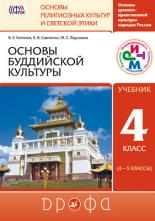 ОСНОВЫ
РЕЛИГИОЗНЫХ КУЛЬТУР
И СВЕТСКОЙ ЭТИКИ
Основы
духовно-
нравственной
культуры
народов России
Б. У. Китинов, К. В. Савченко, М. С. Якушкина
ОСНОВЫ
БУДДИЙСКОЙ
КУЛЬТУРЫ
РИТМ
УЧЕБНИК
4
КЛАСС
(4—5 КЛАССЫ)
ДРОФА